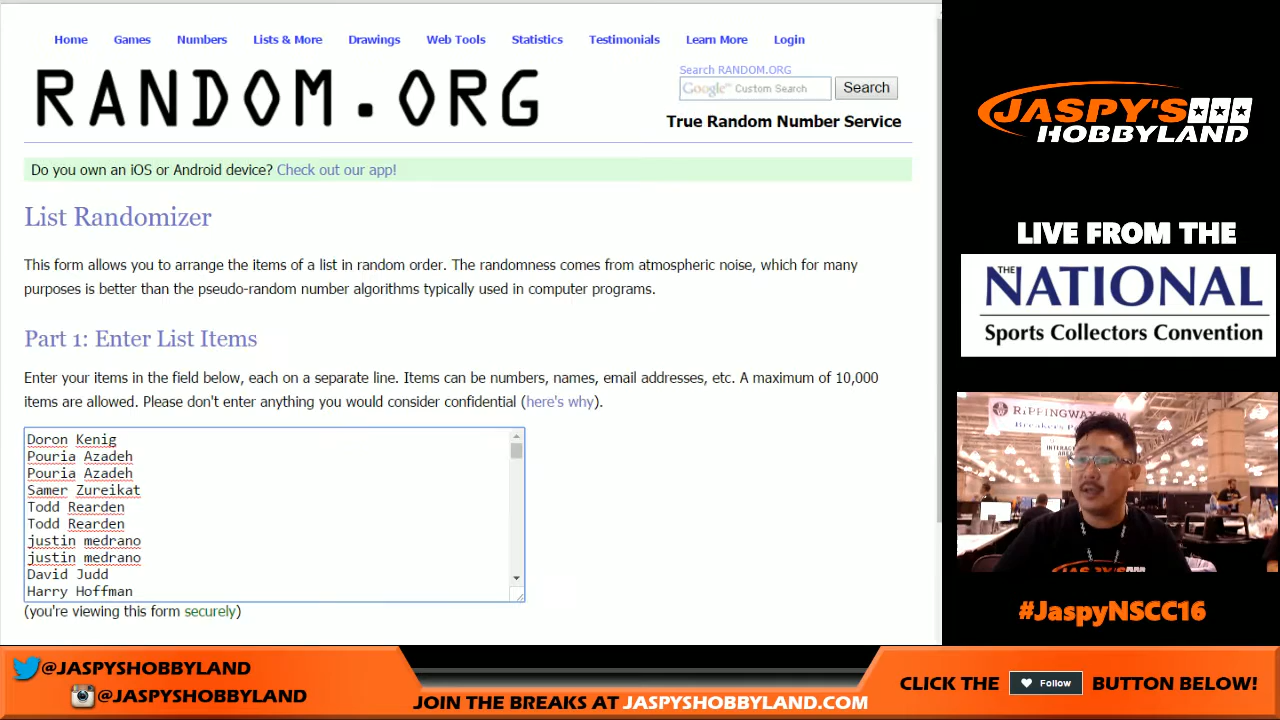 Home Games Numbers Lists & More Drawings Web Tools Statistics Testimonials Learn More Login
RANDOM.ORG
Search RANDOM.ORG
Google™ Custom Search Search
True Random Number Service
Do you own an iOS or Android device? Check out our app!
List Randomizer
This form allows you to arrange the items of a list in random order. The randomness comes from atmospheric noise, which for many
purposes is better than the pseudo-random number algorithms typically used in computer programs.
Part 1: Enter List Items
Enter your items in the field below, each on a separate line. Items can be numbers, names, email addresses, etc. A maximum of 10,000
items are allowed. Please don't enter anything you would consider confidential (here's why).
Doron Kenig
Pouria Azadeh
Pouria Azadeh
Samer Zureikat
Todd Rearden
Todd Rearden
justin medrano
justin medrano
David Judd
Harry Hoffman
(you're viewing this form securely)
JASPY'S
HOBBYLAND
LIVE FROM THE
THE
NATIONAL
Sports Collectors Convention
RIPPINGWAX.COM
Breakers
#JaspyNSCC16
@JASPYSHOBBYLAND
@JASPYSHOBBYLAND
JOIN THE BREAKS AT JASPYSHOBBYLAND.COM
CLICK THE Follow BUTTON BELOW!